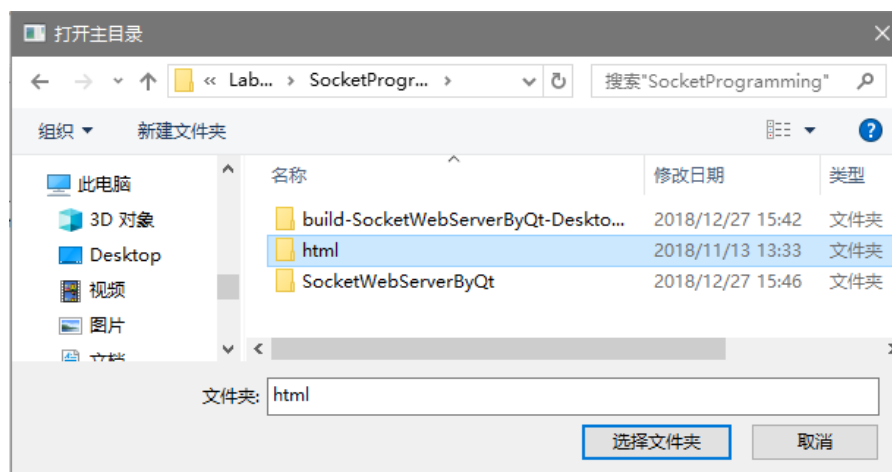 打开主目录
« Lab... › SocketProgr... ›
搜索"SocketProgramming"
组织 新建文件夹
名称 修改日期 类型
此电脑
3D 对象
Desktop
视频
图片
文档
build-SocketWebServerByQt-Deskto... 2018/12/27 15:42 文件夹
html 2018/11/13 13:33 文件夹
SocketWebServerByQt 2018/12/27 15:46 文件夹
文件夹: html
选择文件夹 取消